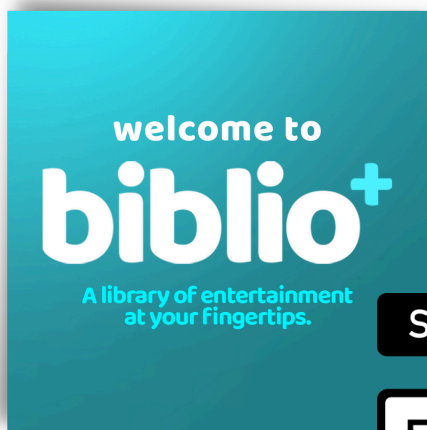 welcome to
biblio+
A library of entertainment
at your fingertips.
S